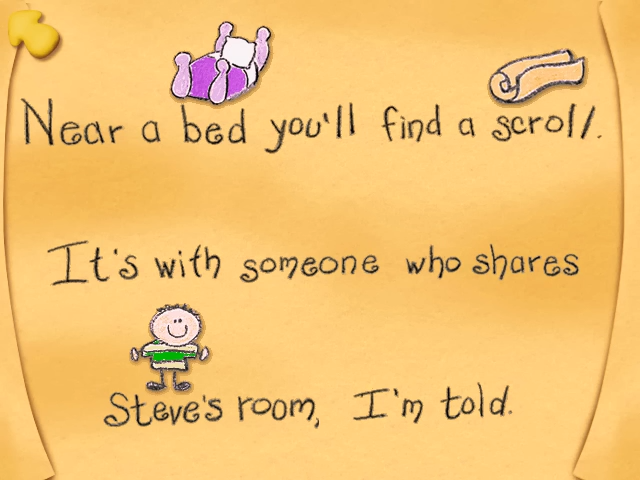 Near a bed you'll find a scroll.
It's with someone who shares
Steve's room, I'm told.